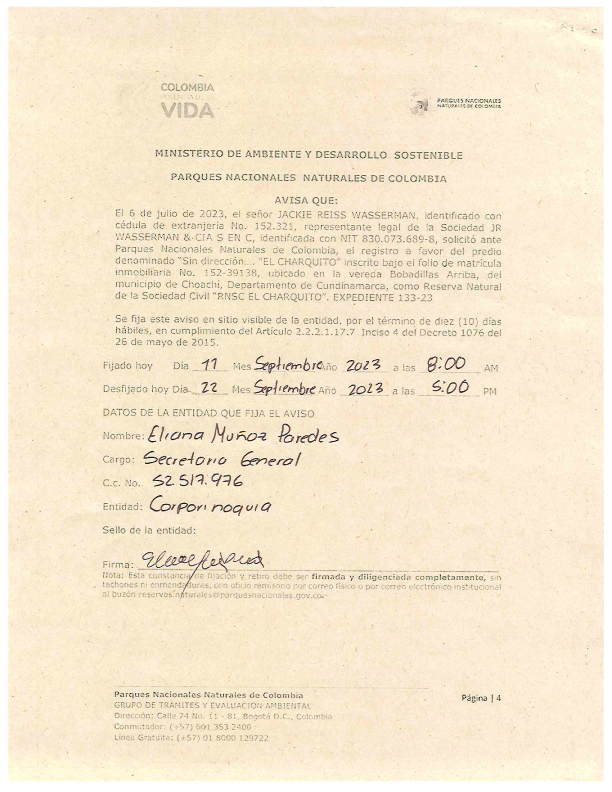 COLOMBIA
POTENCIA DE LA
VIDA
PARQUES NACIONALES
NATURALES DE COLOMBIA
MINISTERIO DE AMBIENTE Y DESARROLLO SOSTENIBLE
PARQUES NACIONALES NATURALES DE COLOMBIA
AVISA QUE:
El 6 de julio de 2023, el señor JACKIE REISS WASSERMAN, identificado con
cédula de extranjería No. 152.321, representante legal de la Sociedad JR
WASSERMAN & CIA S EN C, identificada con NIT 830.073.689-8, solicitó ante
Parques Nacionales Naturales de Colombia, el registro a favor del predio
denominado "Sin dirección... "EL CHARQUITO" inscrito bajo el folio de matrícula
inmobiliaria No. 152-39138, ubicado en la vereda Bobadillas Arriba, del
municipio de Choachi, Departamento de Cundinamarca, como Reserva Natural
de la Sociedad Civil "RNSC EL CHARQUITO". EXPEDIENTE 133-23
Se fija este aviso en sitio visible de la entidad, por el término de diez (10) días
hábiles, en cumplimiento del Artículo 2.2.2.1.17.7 Inciso 4 del Decreto 1076 del
26 de mayo de 2015.
Fijado hoy Día 11 Mes Septiembre Año 2023 a las 8:00 AM
Desfijado hoy Día 22 Mes Septiembre Año 2023 a las 5:00 PM
DATOS DE LA ENTIDAD QUE FIJA EL AVISO
Nombre: Eliana Muñoz Paredes
Cargo: Secretaria General
C.c. No. 52.517.976
Entidad: Corporinoquia
Sello de la entidad:
Firma:
Nota: Esta constancia de fijación y retiro debe ser firmada y diligenciada completamente, sin
tachones ni enmendaduras, con oficio remisorio por correo físico o por correo electrónico institucional
al buzón reservas.naturales@parquesnacionales.gov.co
Parques Nacionales Naturales de Colombia
GRUPO DE TRÁMITES Y EVALUACIÓN AMBIENTAL
Dirección: Calle 74 No. 11 - 81, Bogotá D.C., Colombia
Conmutador: (+57) 601 353 2400
Línea Gratuita: (+57) 01 8000 129722
Página | 4